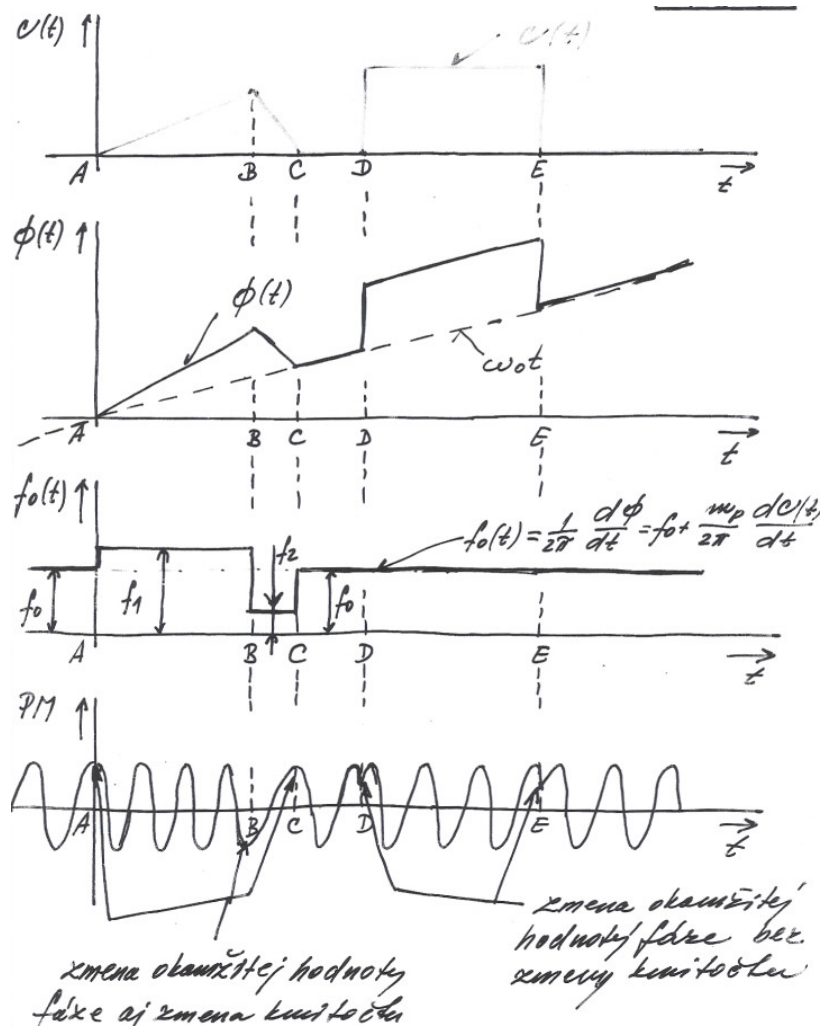 c(t)
c(t)
A B C D E t
ϕ(t)
ϕ(t)
ω₀t
A B C D E t
f₀(t)
f₀(t) = 1/2π dϕ/dt = f₀ + m_p/2π dc(t)/dt
f₂
f₀ f₁ f₀
A B C D E t
PM
A B C D E t
zmena okamžitej
hodnoty fáze bez
zmeny kmitočtu
zmena okamžitej hodnoty
fáze aj zmena kmitočtu